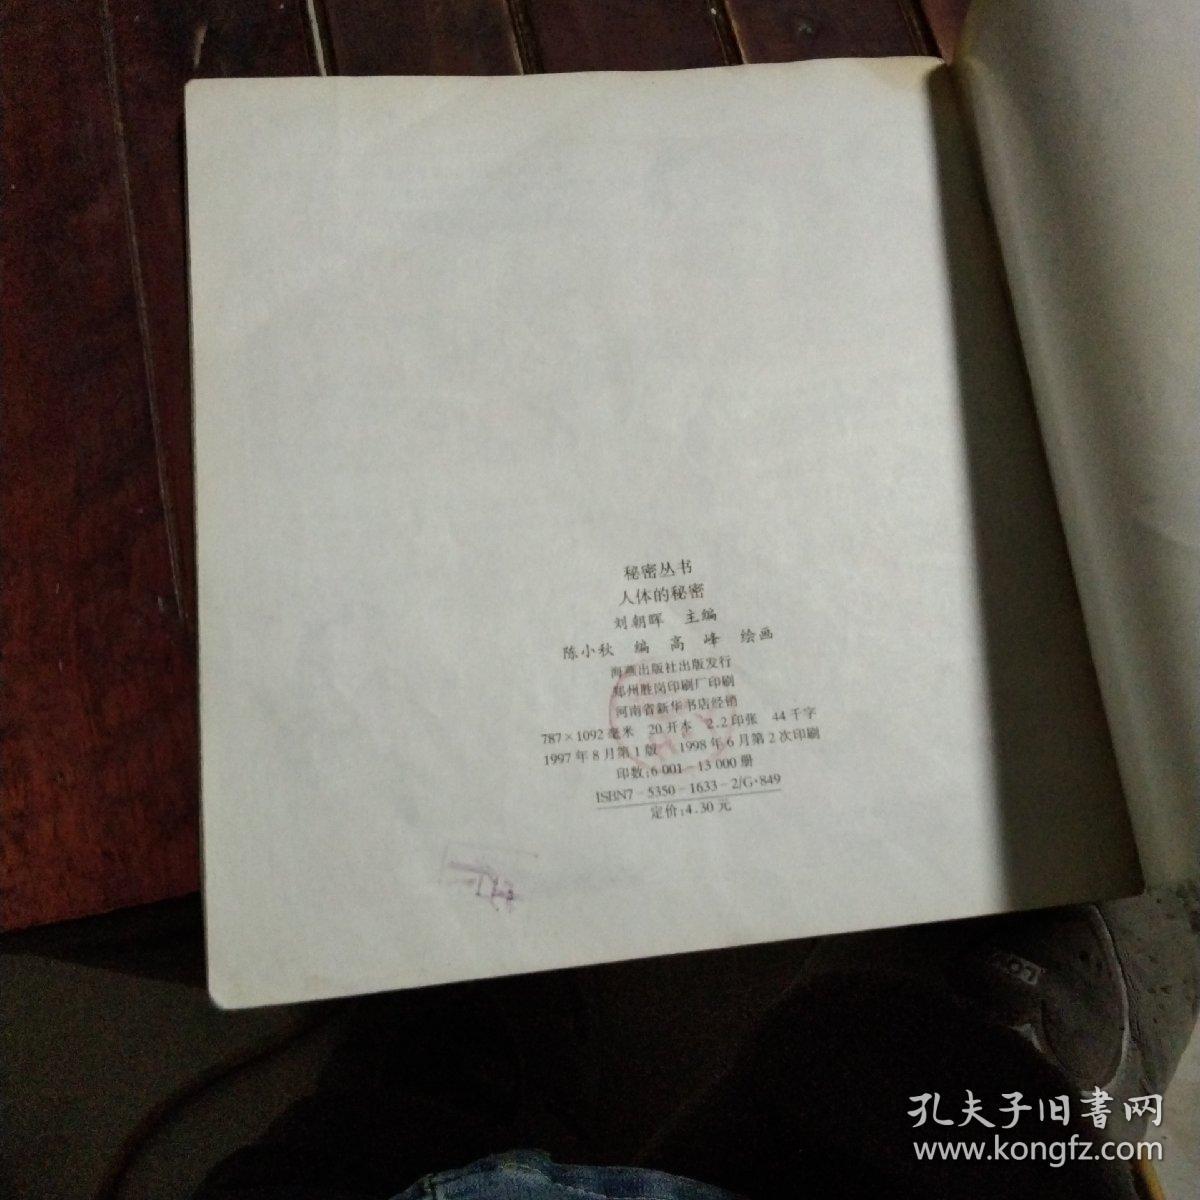 秘密丛书
人体的秘密
刘朝晖 主编
陈小秋 编 高 峰 绘画
海燕出版社出版发行
郑州胜岗印刷厂印刷
河南省新华书店经销
787×1092毫米 20开本 2.2印张 44千字
1997年8月第1版 1998年6月第2次印刷
印数:6 001-13 000册
ISBN7-5350-1633-2/G·849
定价:4.30元
孔夫子旧書网
www.kongfz.com